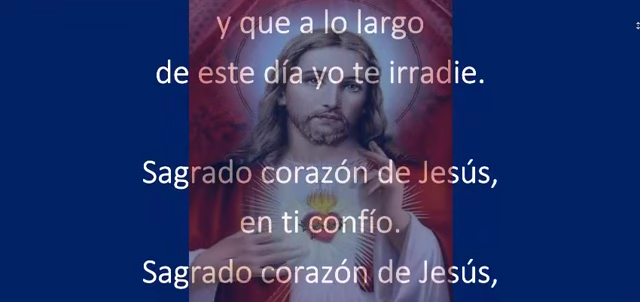 y que a lo largo
de este día yo te irradie.
Sagrado corazón de Jesús,
en ti confío.
Sagrado corazón de Jesús,